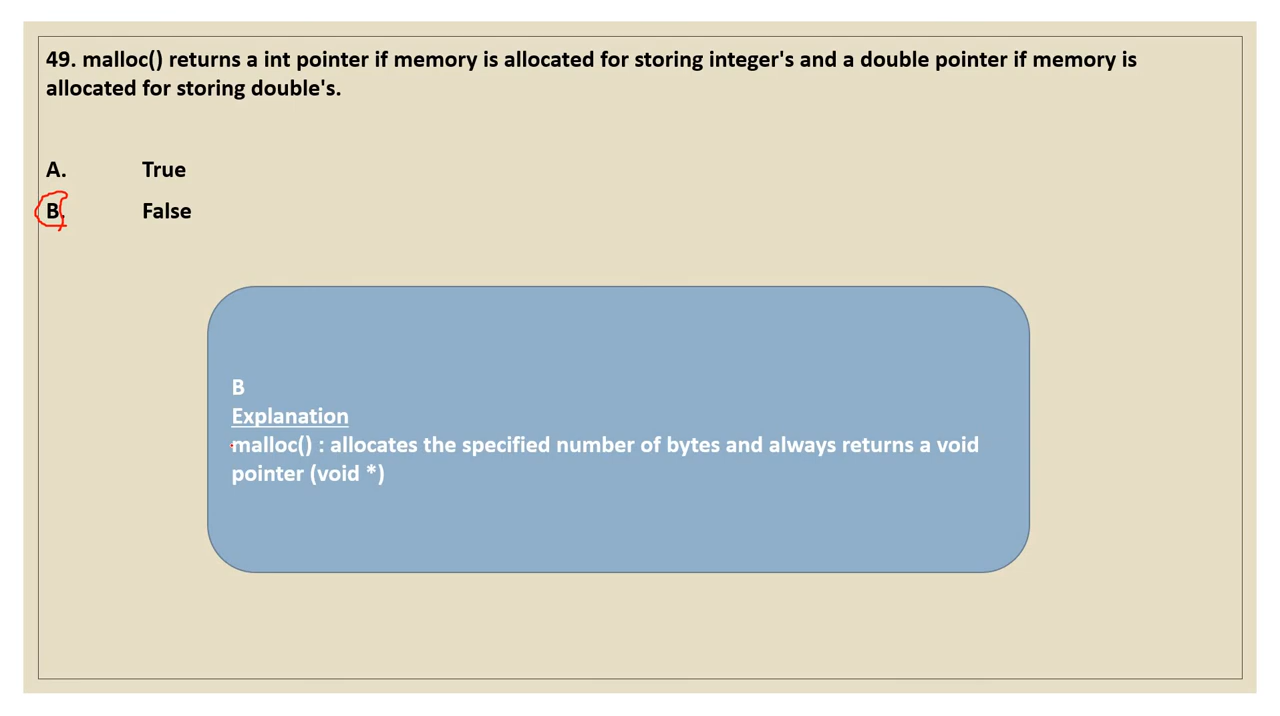 49. malloc() returns a int pointer if memory is allocated for storing integer's and a double pointer if memory is
allocated for storing double's.
A. True
B. False
B
Explanation
malloc() : allocates the specified number of bytes and always returns a void
pointer (void *)